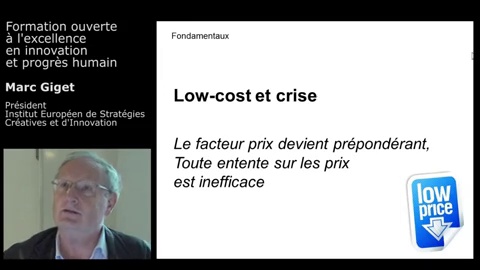 Formation ouverte
à l'excellence
en innovation
et progrès humain
Marc Giget
Président
Institut Européen de Stratégies
Créatives et d'Innovation
Fondamentaux
Low-cost et crise
Le facteur prix devient prépondérant,
Toute entente sur les prix
est inefficace
low
price